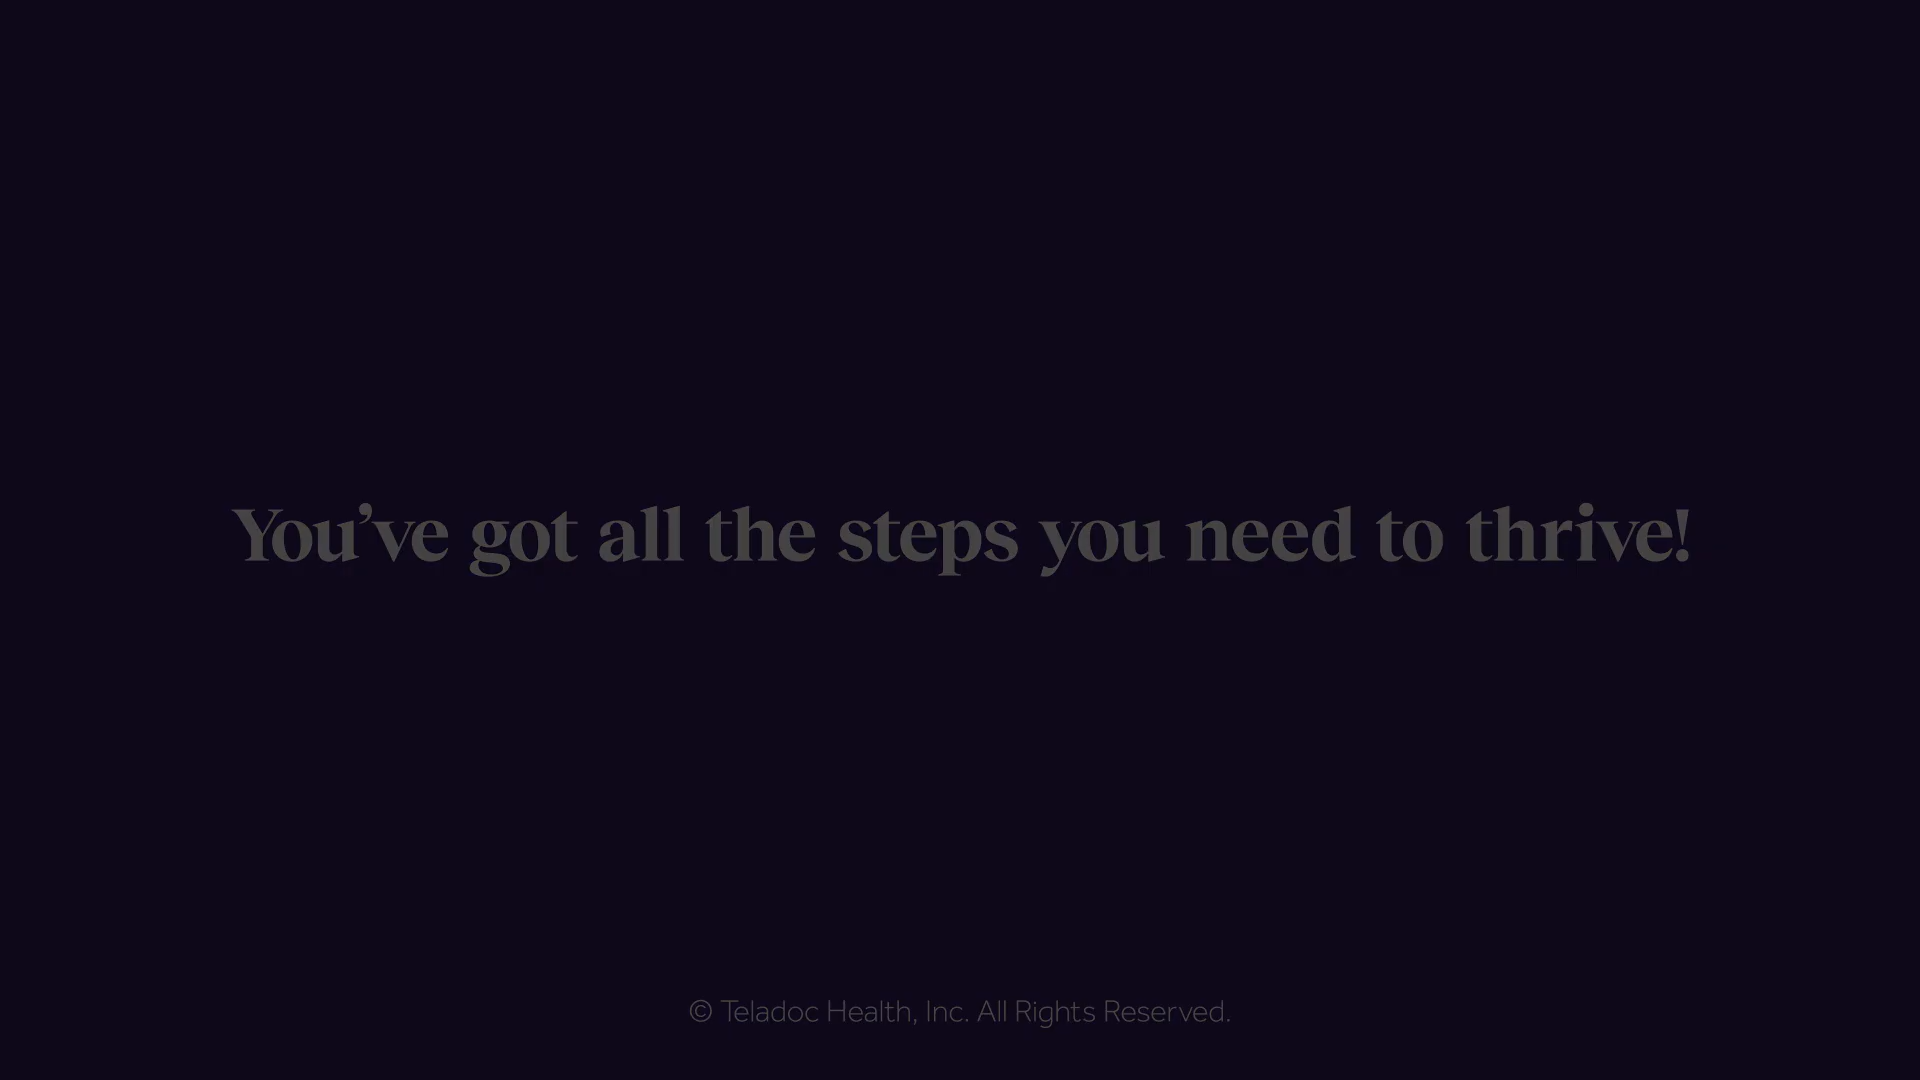 You’ve got all the steps you need to thrive!
© Teladoc Health, Inc. All Rights Reserved.